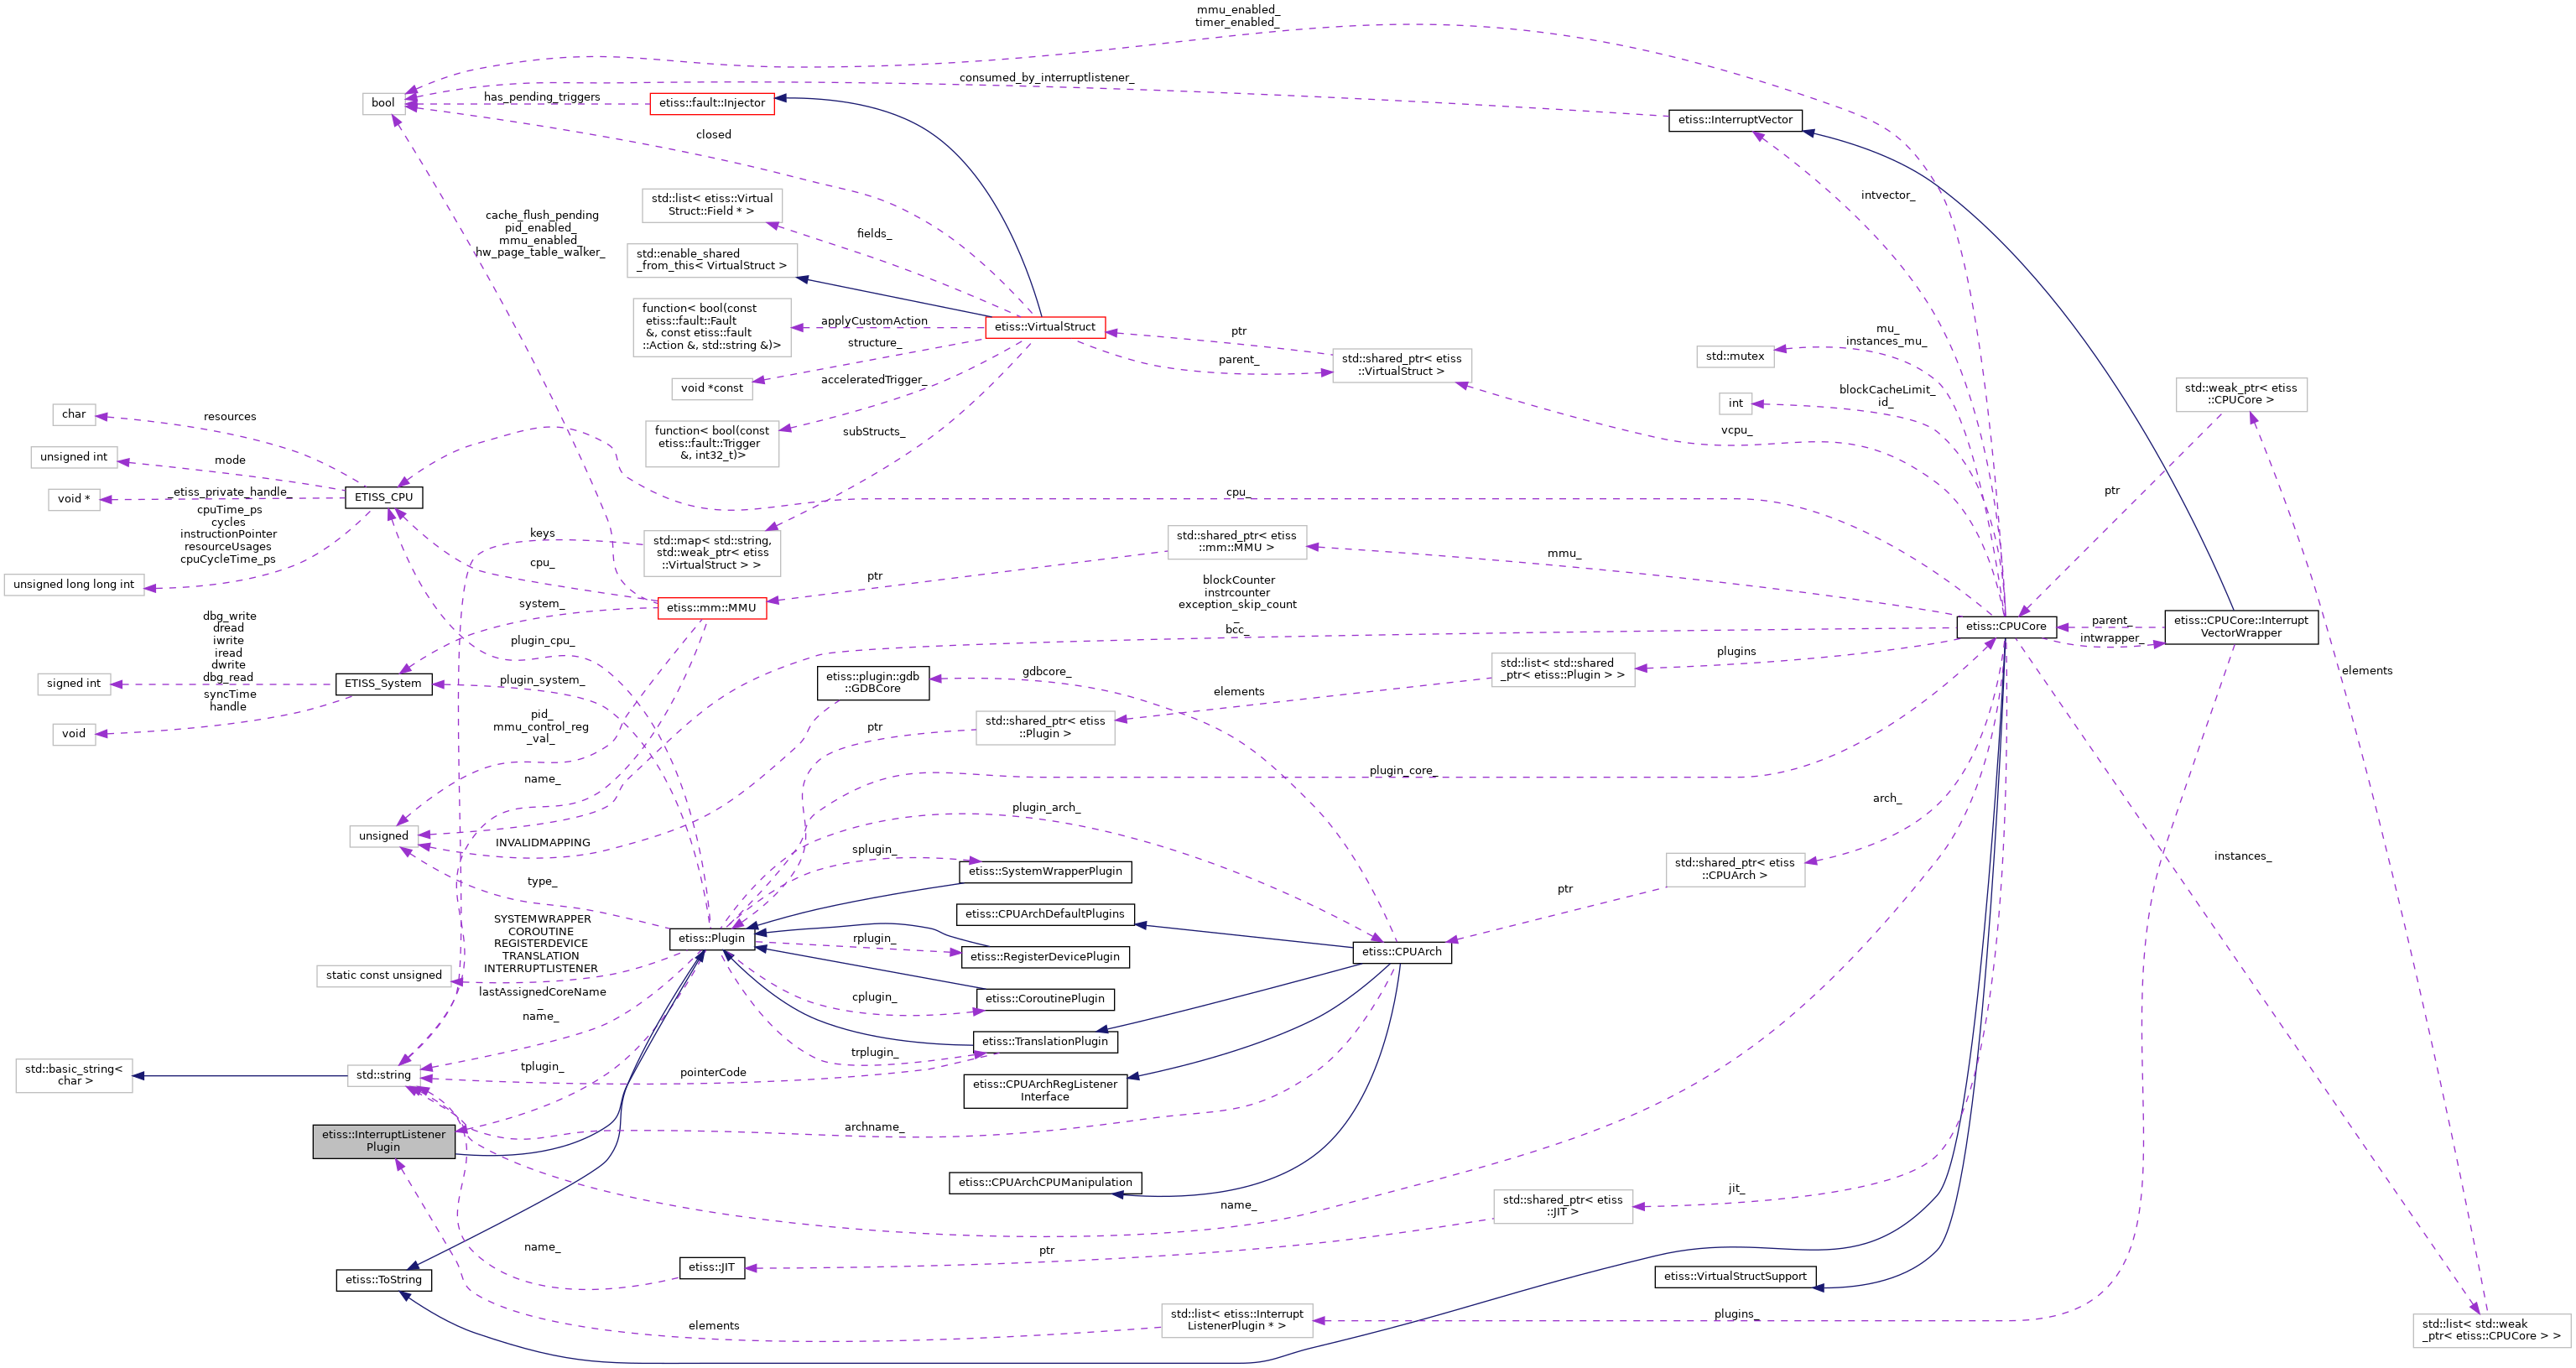 mmu_enabled_
timer_enabled_
consumed_by_interruptlistener_
bool
has_pending_triggers
etiss::fault::Injector
etiss::InterruptVector
closed
std::list< etiss::Virtual
Struct::Field * >
intvector_
cache_flush_pending
pid_enabled_
mmu_enabled_
hw_page_table_walker_
fields_
std::enable_shared
_from_this< VirtualStruct >
function< bool(const
etiss::fault::Fault
&, const etiss::fault
::Action &, std::string &)>
applyCustomAction
etiss::VirtualStruct
structure_
ptr
parent_
std::shared_ptr< etiss
::VirtualStruct >
mu_
instances_mu_
std::mutex
void *const
acceleratedTrigger_
blockCacheLimit_
id_
int
std::weak_ptr< etiss
::CPUCore >
char
resources
function< bool(const
etiss::fault::Trigger
&, int32_t)>
subStructs_
vcpu_
unsigned int
mode
void *
_etiss_private_handle_
ETISS_CPU
cpu_
ptr
cpuTime_ps
cycles
instructionPointer
resourceUsages
cpuCycleTime_ps
keys
std::map< std::string,
std::weak_ptr< etiss
::VirtualStruct > >
std::shared_ptr< etiss
::mm::MMU >
mmu_
unsigned long long int
cpu_
ptr
blockCounter
instrcounter
exception_skip_count
_
bcc_
system_
etiss::mm::MMU
dbg_write
dread
iwrite
iread
dwrite
dbg_read
plugin_cpu_
etiss::CPUCore
parent_
intwrapper_
etiss::CPUCore::Interrupt
VectorWrapper
plugins
std::list< std::shared
_ptr< etiss::Plugin > >
elements
signed int
ETISS_System
plugin_system_
etiss::plugin::gdb
::GDBCore
gdbcore_
elements
syncTime
handle
void
pid_
mmu_control_reg
_val_
ptr
std::shared_ptr< etiss
::Plugin >
name_
plugin_core_
arch_
plugin_arch_
unsigned
INVALIDMAPPING
splugin_
etiss::SystemWrapperPlugin
std::shared_ptr< etiss
::CPUArch >
instances_
type_
ptr
etiss::CPUArchDefaultPlugins
SYSTEMWRAPPER
COROUTINE
REGISTERDEVICE
TRANSLATION
INTERRUPTLISTENER
etiss::Plugin
rplugin_
etiss::RegisterDevicePlugin
etiss::CPUArch
static const unsigned
lastAssignedCoreName
_
name_
cplugin_
etiss::CoroutinePlugin
trplugin_
etiss::TranslationPlugin
std::basic_string<
char >
std::string
tplugin_
pointerCode
etiss::CPUArchRegListener
Interface
etiss::InterruptListener
Plugin
archname_
etiss::CPUArchCPUManipulation
name_
std::shared_ptr< etiss
::JIT >
jit_
name_
ptr
etiss::JIT
etiss::ToString
etiss::VirtualStructSupport
elements
std::list< etiss::Interrupt
ListenerPlugin * >
plugins_
std::list< std::weak
_ptr< etiss::CPUCore > >